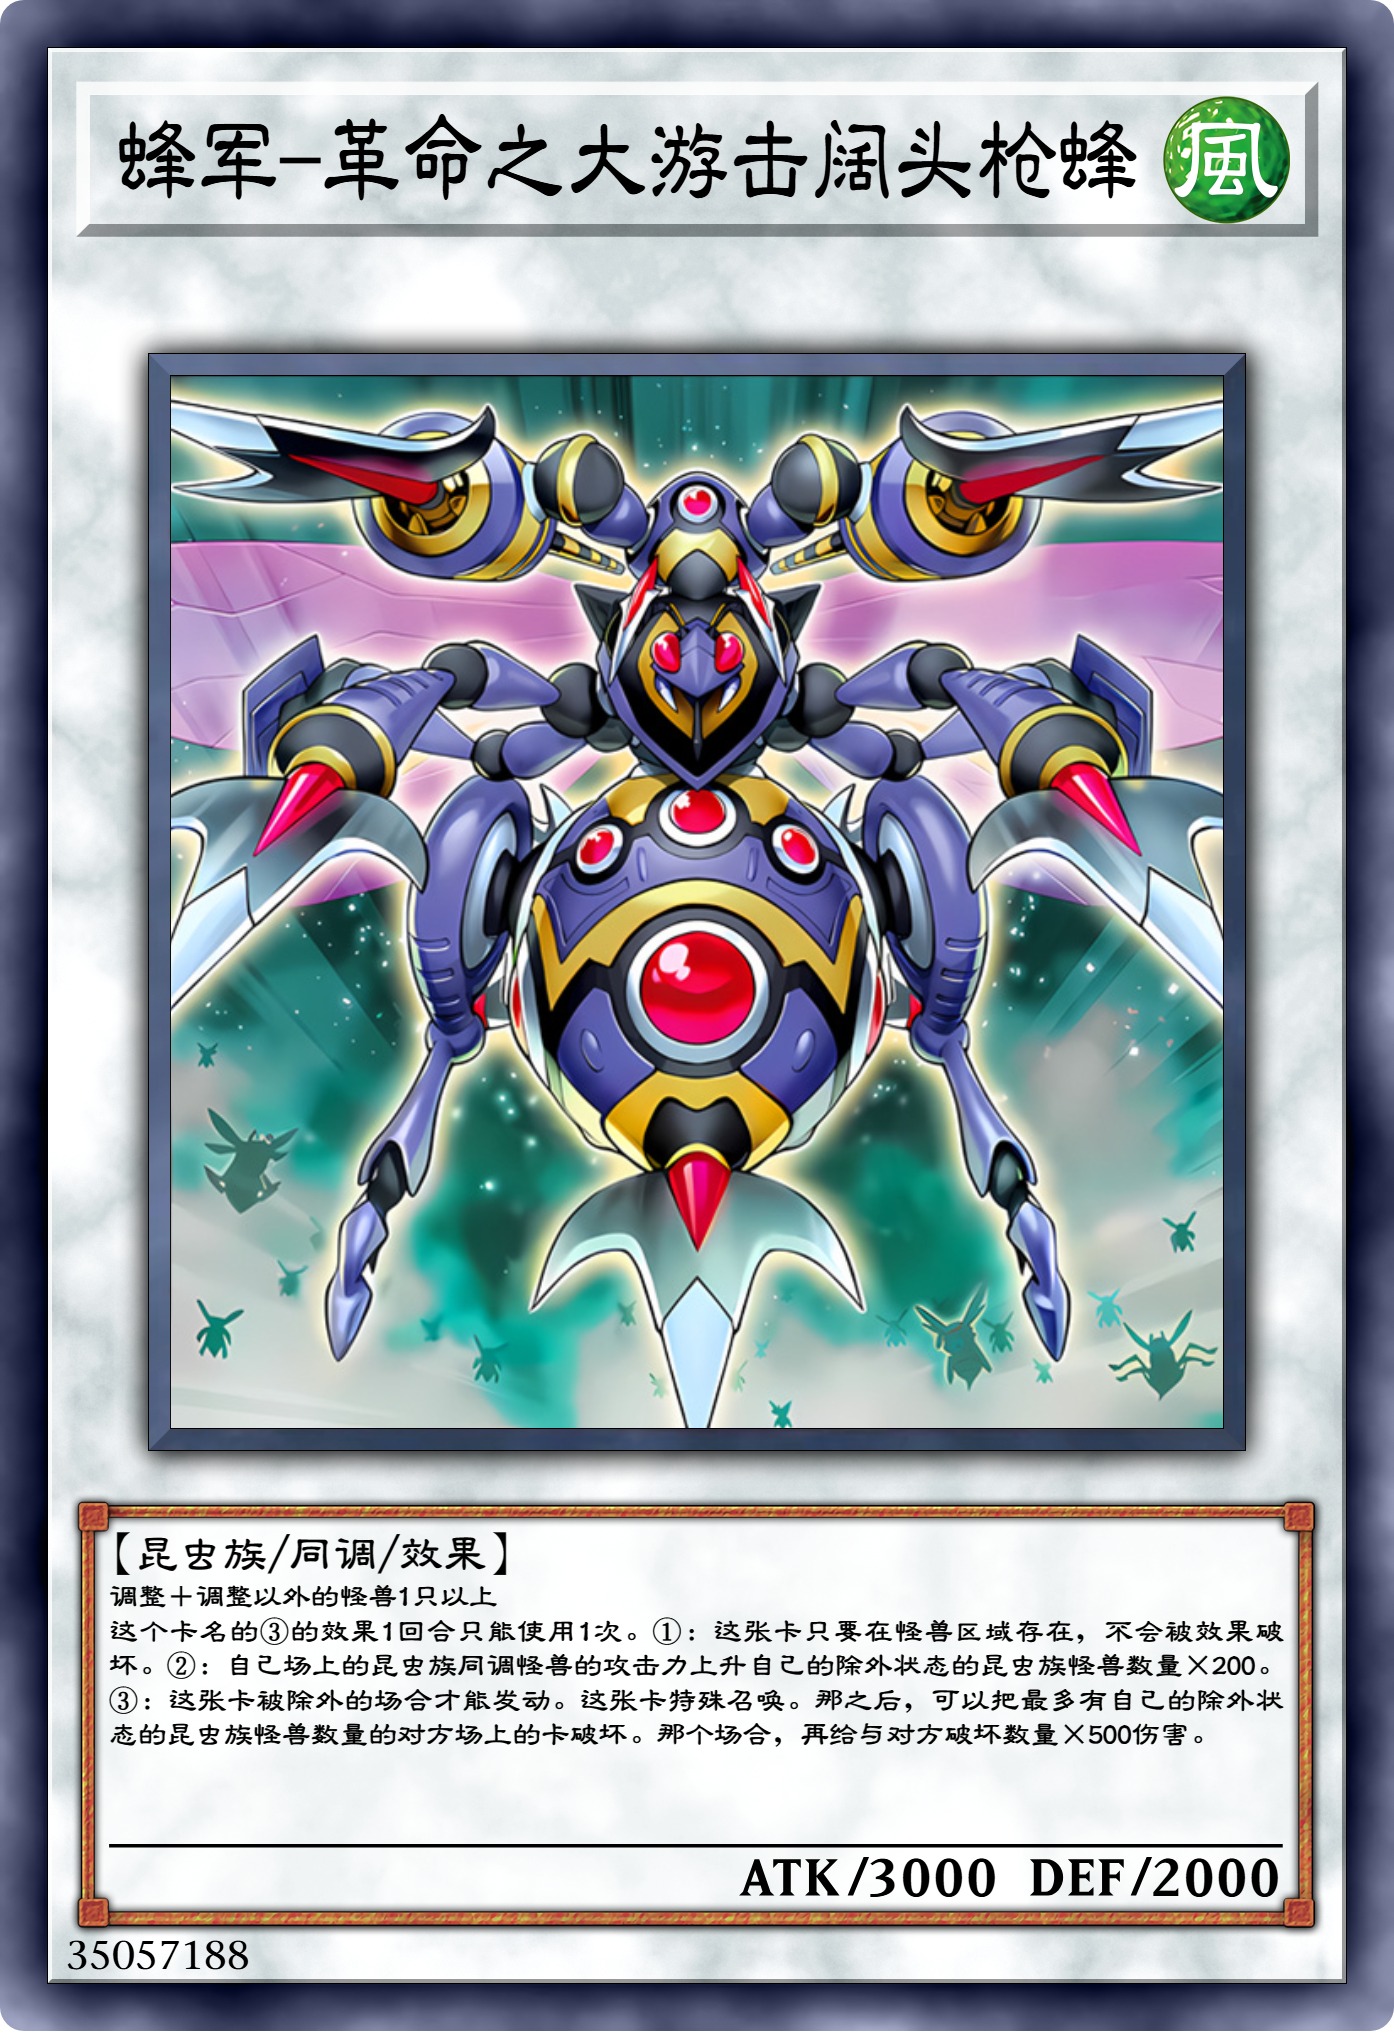 蜂军-革命之大游击阔头枪蜂
風
【昆虫族/同调/效果】
调整＋调整以外的怪兽1只以上
这个卡名的③的效果1回合只能使用1次。①：这张卡只要在怪兽区域存在，不会被效果破
坏。②：自己场上的昆虫族同调怪兽的攻击力上升自己的除外状态的昆虫族怪兽数量×200。
③：这张卡被除外的场合才能发动。这张卡特殊召唤。那之后，可以把最多有自己的除外状
态的昆虫族怪兽数量的对方场上的卡破坏。那个场合，再给与对方破坏数量×500伤害。
ATK/3000 DEF/2000
35057188